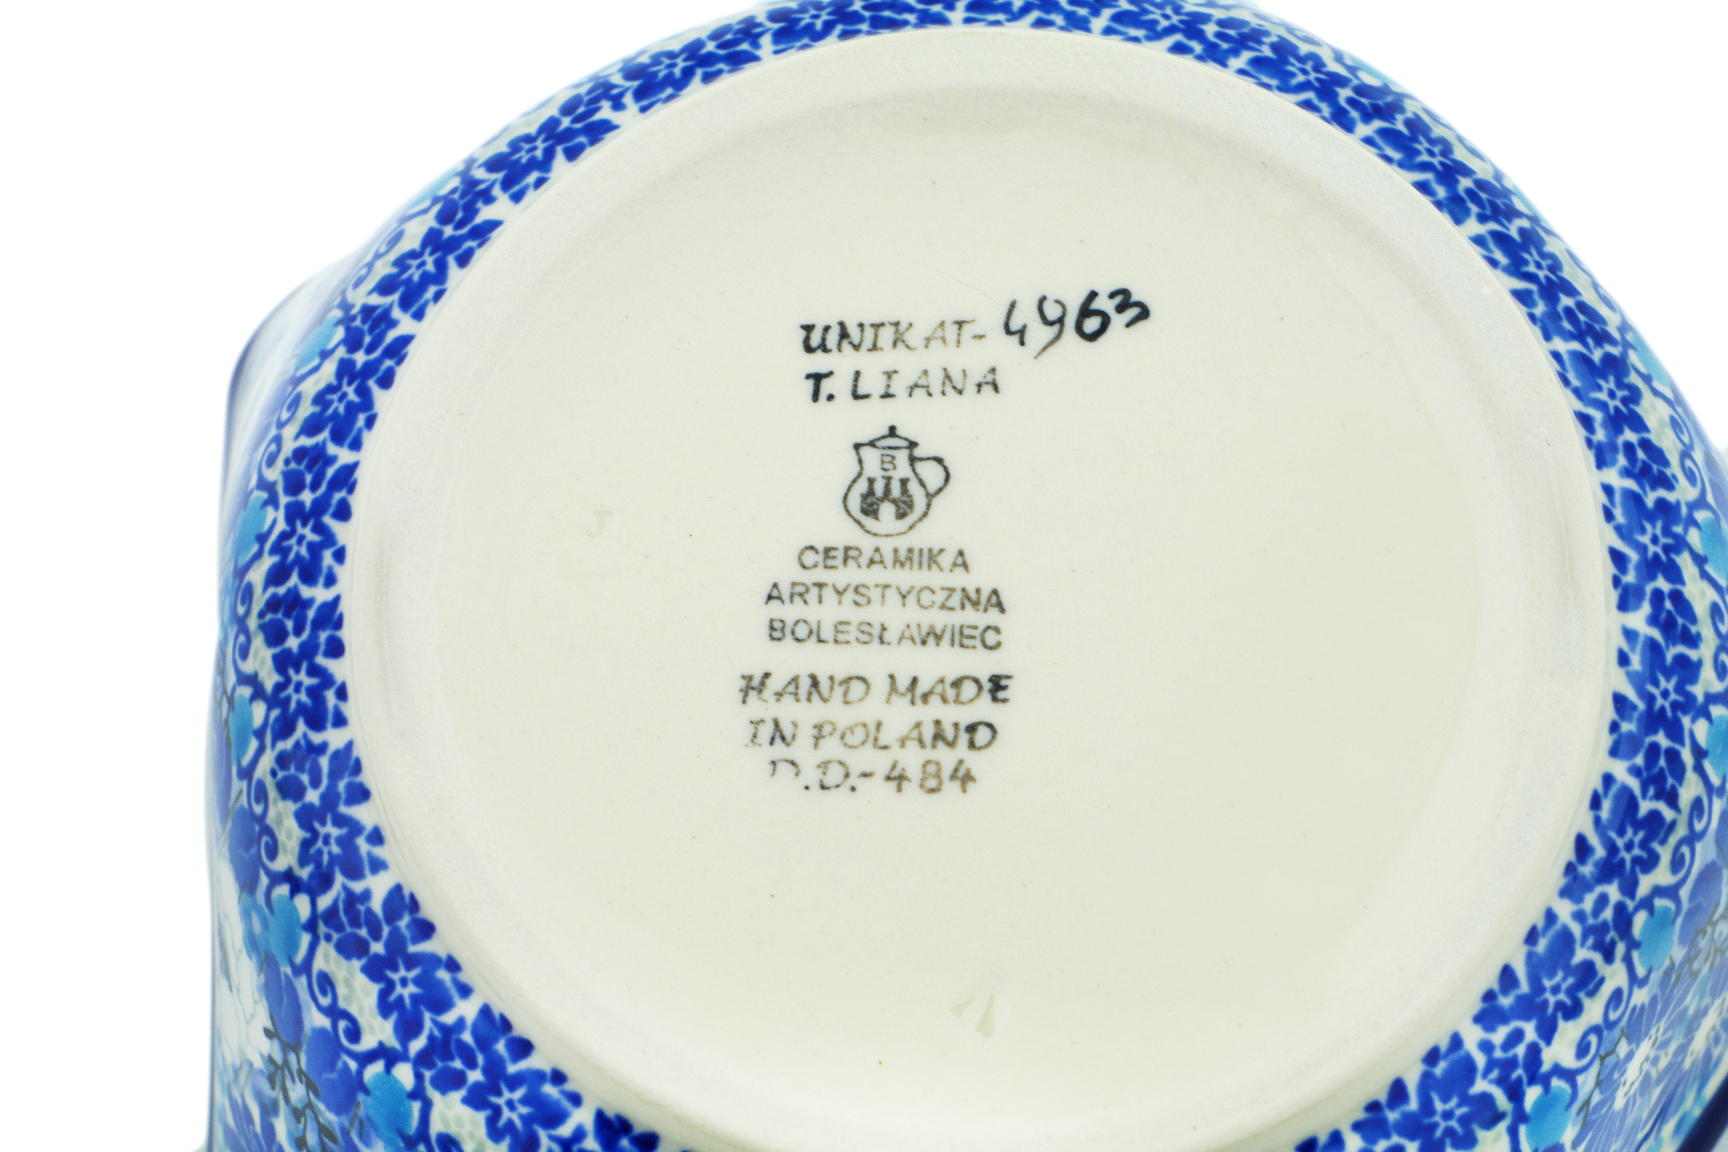 UNIKAT-4963
T. LIANA
B
CERAMIKA
ARTYSTYCZNA
BOLESŁAWIEC
HAND MADE
IN POLAND
D.D.-484